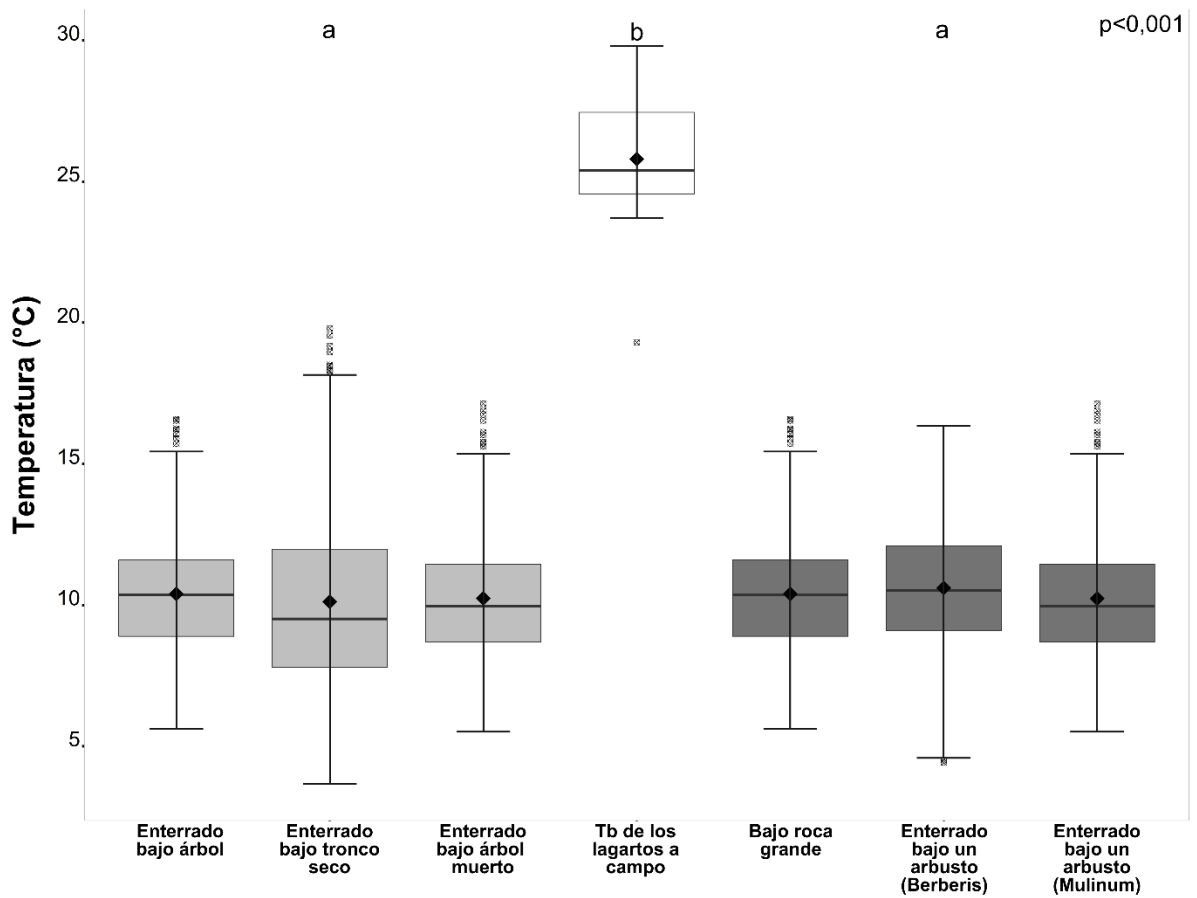 a
b
a
p<0,001
30
25
20
15
10
5
Temperatura (°C)
Enterrado
bajo árbol
Enterrado
bajo tronco
seco
Enterrado
bajo árbol
muerto
Tb de los
lagartos a
campo
Bajo roca
grande
Enterrado
bajo un
arbusto
(Berberis)
Enterrado
bajo un
arbusto
(Mulinum)